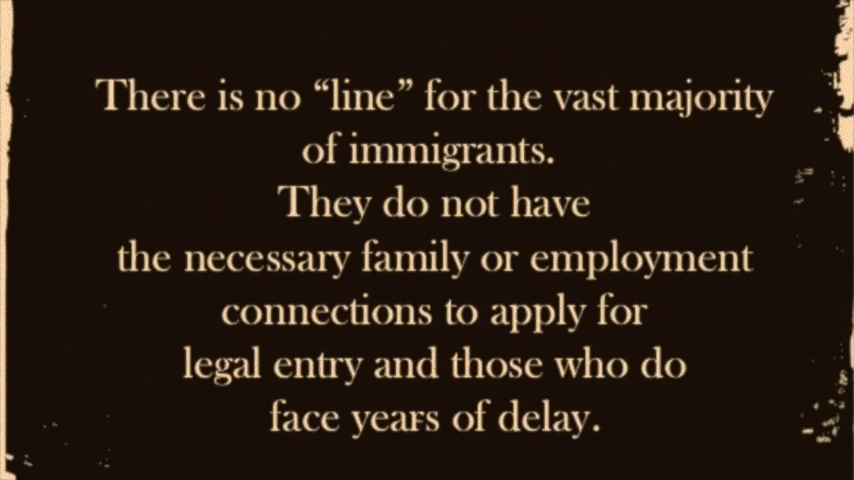 There is no “line” for the vast majority
of immigrants.
They do not have
the necessary family or employment
connections to apply for
legal entry and those who do
face years of delay.